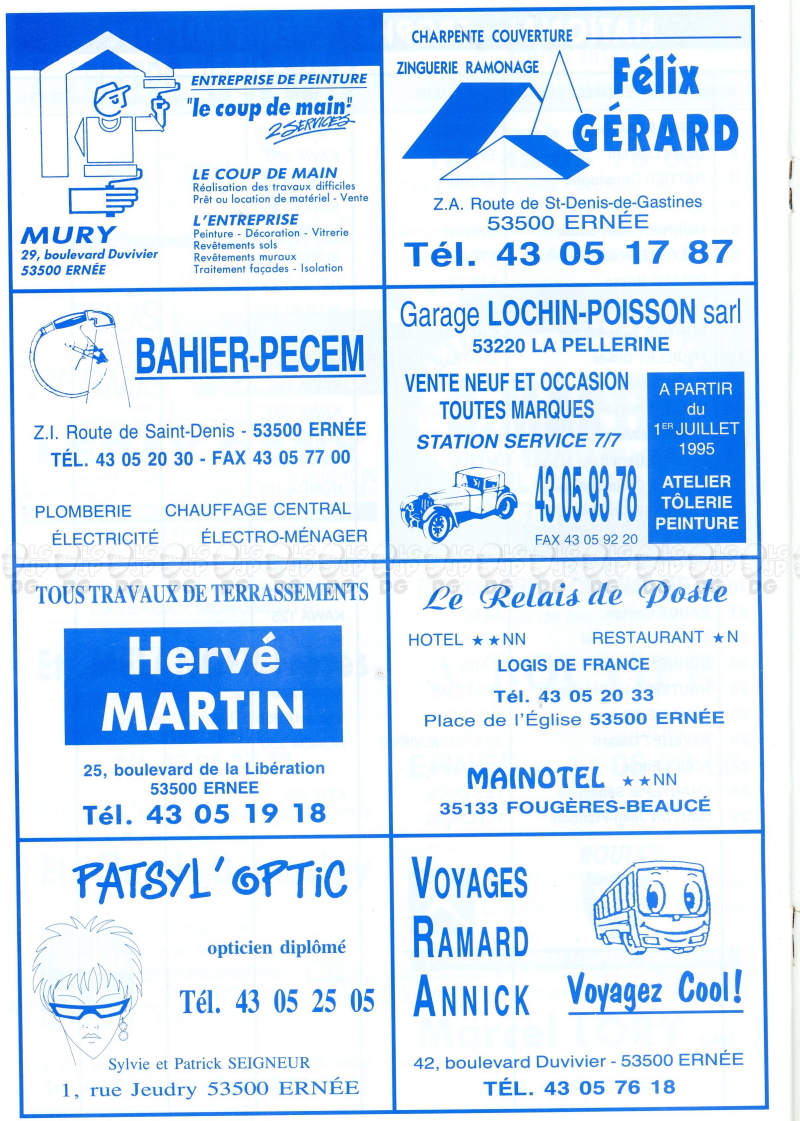 ENTREPRISE DE PEINTURE
"le coup de main"
2 SERVICES
LE COUP DE MAIN
Réalisation des travaux difficiles
Prêt ou location de matériel - Vente
L'ENTREPRISE
Peinture - Décoration - Vitrerie
Revêtements sols
Revêtements muraux
Traitement façades - Isolation
MURY
29, boulevard Duvivier
53500 ERNÉE
CHARPENTE COUVERTURE
ZINGUERIE RAMONAGE
Félix
GÉRARD
Z.A. Route de St-Denis-de-Gastines
53500 ERNÉE
Tél. 43 05 17 87
BAHIER-PECEM
Z.I. Route de Saint-Denis - 53500 ERNÉE
TÉL. 43 05 20 30 - FAX 43 05 77 00
PLOMBERIE CHAUFFAGE CENTRAL
ÉLECTRICITÉ ÉLECTRO-MÉNAGER
Garage LOCHIN-POISSON sarl
53220 LA PELLERINE
VENTE NEUF ET OCCASION
TOUTES MARQUES
STATION SERVICE 7/7
43 05 93 78
FAX 43 05 92 20
A PARTIR
du
1ER JUILLET
1995
ATELIER
TÔLERIE
PEINTURE
TOUS TRAVAUX DE TERRASSEMENTS
Hervé
MARTIN
25, boulevard de la Libération
53500 ERNEE
Tél. 43 05 19 18
Le Relais de Poste
HOTEL ★★NN RESTAURANT ★N
LOGIS DE FRANCE
Tél. 43 05 20 33
Place de l'Église 53500 ERNÉE
MAINOTEL ★★NN
35133 FOUGÈRES-BEAUCÉ
PATSYL' OPTIC
opticien diplômé
Tél. 43 05 25 05
Sylvie et Patrick SEIGNEUR
1, rue Jeudry 53500 ERNÉE
VOYAGES
RAMARD
ANNICK
Voyagez Cool !
42, boulevard Duvivier - 53500 ERNÉE
TÉL. 43 05 76 18